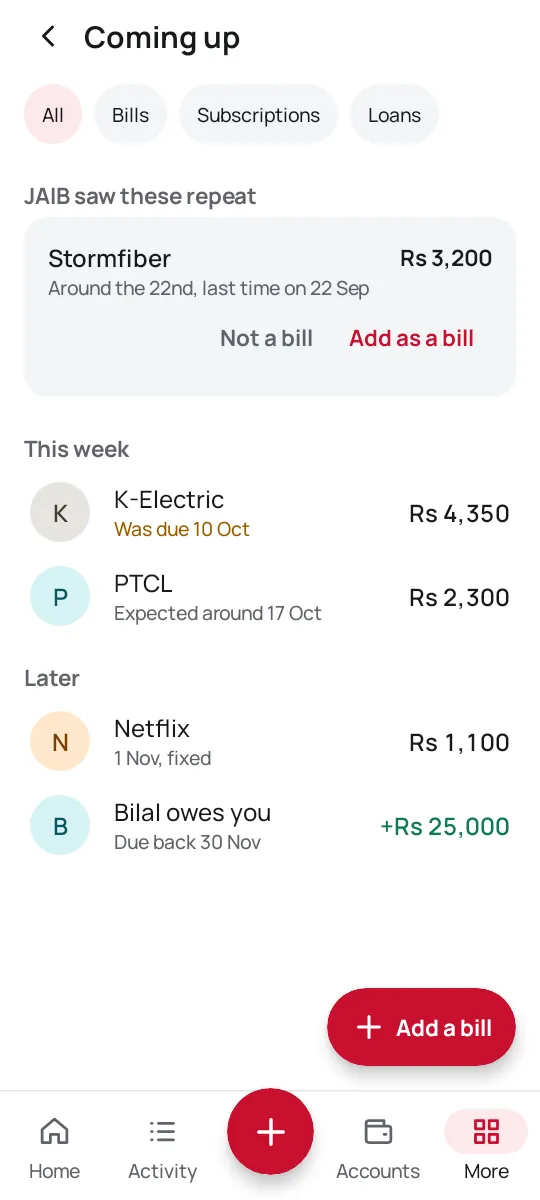 Coming up
All
Bills
Subscriptions
Loans
JAIB saw these repeat
Stormfiber
Rs 3,200
Around the 22nd, last time on 22 Sep
Not a bill
Add as a bill
This week
K
K-Electric
Rs 4,350
Was due 10 Oct
P
PTCL
Rs 2,300
Expected around 17 Oct
Later
N
Netflix
Rs 1,100
1 Nov, fixed
B
Bilal owes you
+Rs 25,000
Due back 30 Nov
Add a bill
Home
Activity
Accounts
More